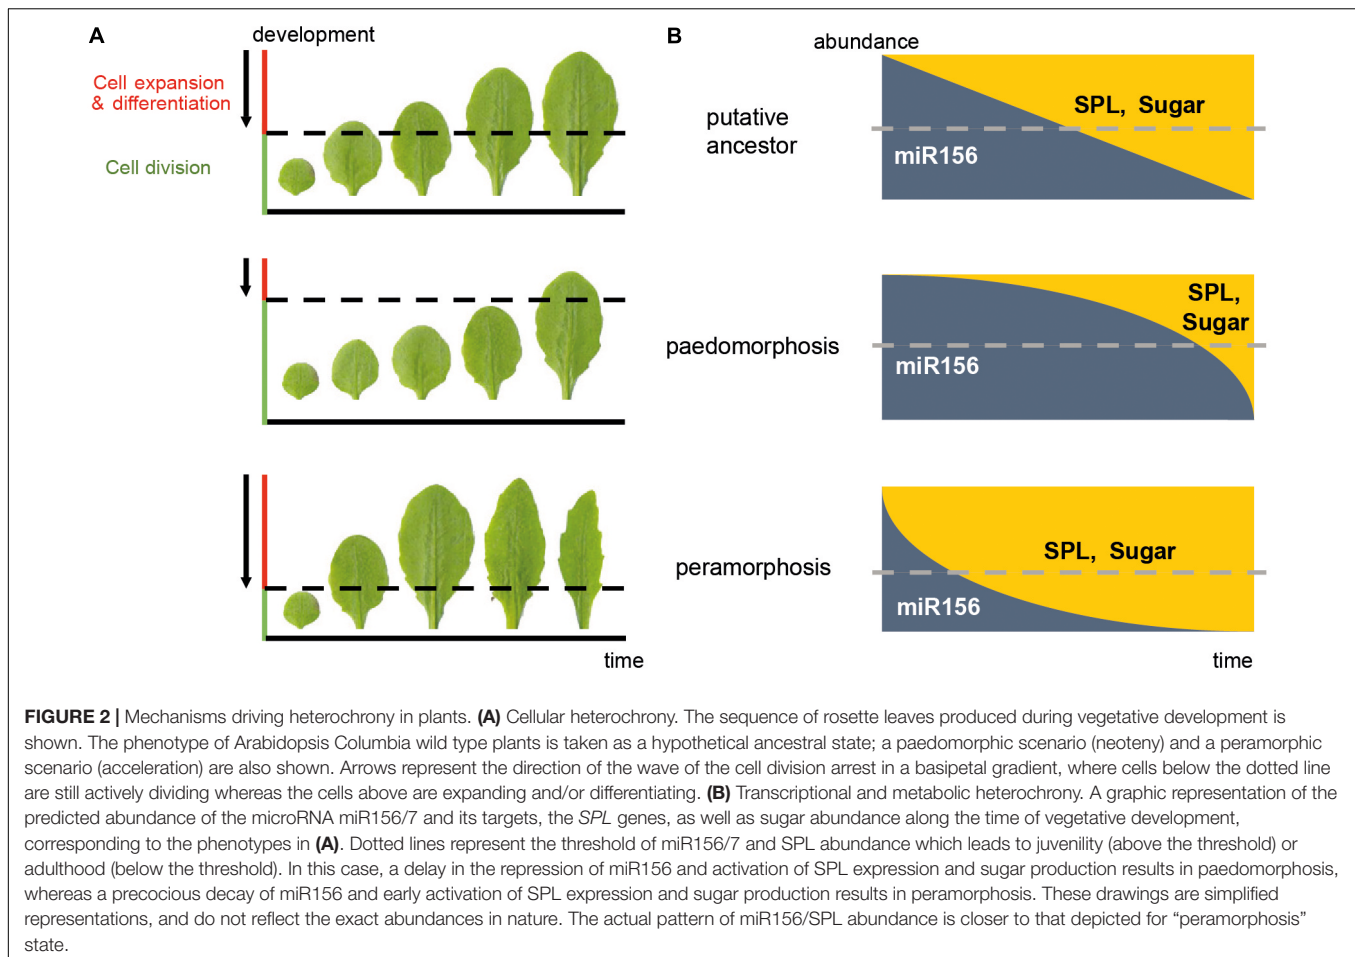 A
development
Cell expansion
& differentiation
Cell division
B
abundance
putative
ancestor
SPL, Sugar
miR156
paedomorphosis
SPL,
Sugar
miR156
peramorphosis
SPL, Sugar
miR156
time
time
FIGURE 2 | Mechanisms driving heterochrony in plants. (A) Cellular heterochrony. The sequence of rosette leaves produced during vegetative development is
shown. The phenotype of Arabidopsis Columbia wild type plants is taken as a hypothetical ancestral state; a paedomorphic scenario (neoteny) and a peramorphic
scenario (acceleration) are also shown. Arrows represent the direction of the wave of the cell division arrest in a basipetal gradient, where cells below the dotted line
are still actively dividing whereas the cells above are expanding and/or differentiating. (B) Transcriptional and metabolic heterochrony. A graphic representation of the
predicted abundance of the microRNA miR156/7 and its targets, the SPL genes, as well as sugar abundance along the time of vegetative development,
corresponding to the phenotypes in (A). Dotted lines represent the threshold of miR156/7 and SPL abundance which leads to juvenility (above the threshold) or
adulthood (below the threshold). In this case, a delay in the repression of miR156 and activation of SPL expression and sugar production results in paedomorphosis,
whereas a precocious decay of miR156 and early activation of SPL expression and sugar production results in peramorphosis. These drawings are simplified
representations, and do not reflect the exact abundances in nature. The actual pattern of miR156/SPL abundance is closer to that depicted for “peramorphosis”
state.